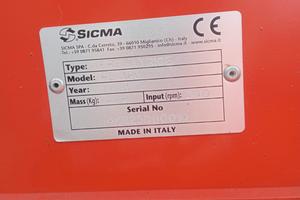 SICMA CE
SICMA SPA - C.da Cerreto, 39 - 66010 Miglianico (Ch) - Italy
Tel. +39 0871 95841 Fax +39 0871 950295 - info@sicma.it - www.sicma.it
Type:
Model:
Year:
Mass (Kg): Input (rpm):
Serial No
MADE IN ITALY